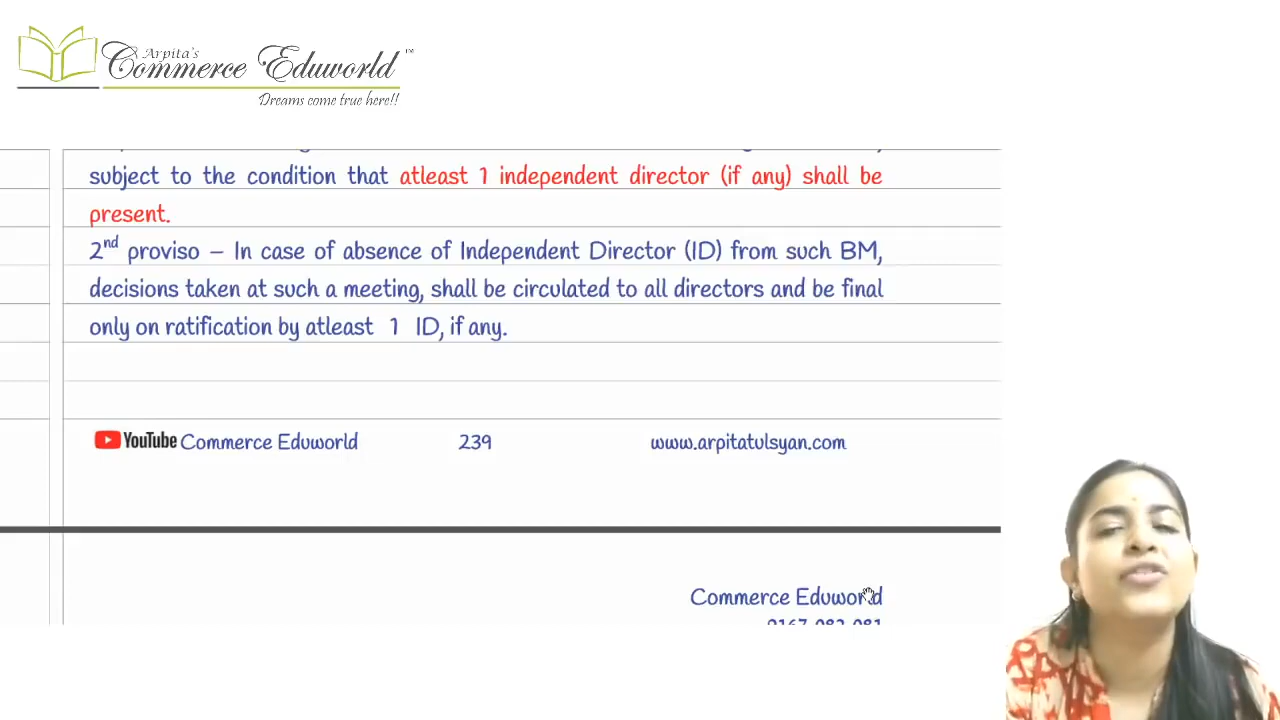 Arpita's
Commerce Eduworld™
Dreams come true here!!
subject to the condition that atleast 1 independent director (if any) shall be
present.
2nd proviso – In case of absence of Independent Director (ID) from such BM,
decisions taken at such a meeting, shall be circulated to all directors and be final
only on ratification by atleast 1 ID, if any.
YouTube Commerce Eduworld 239 www.arpitatulsyan.com
Commerce Eduworld